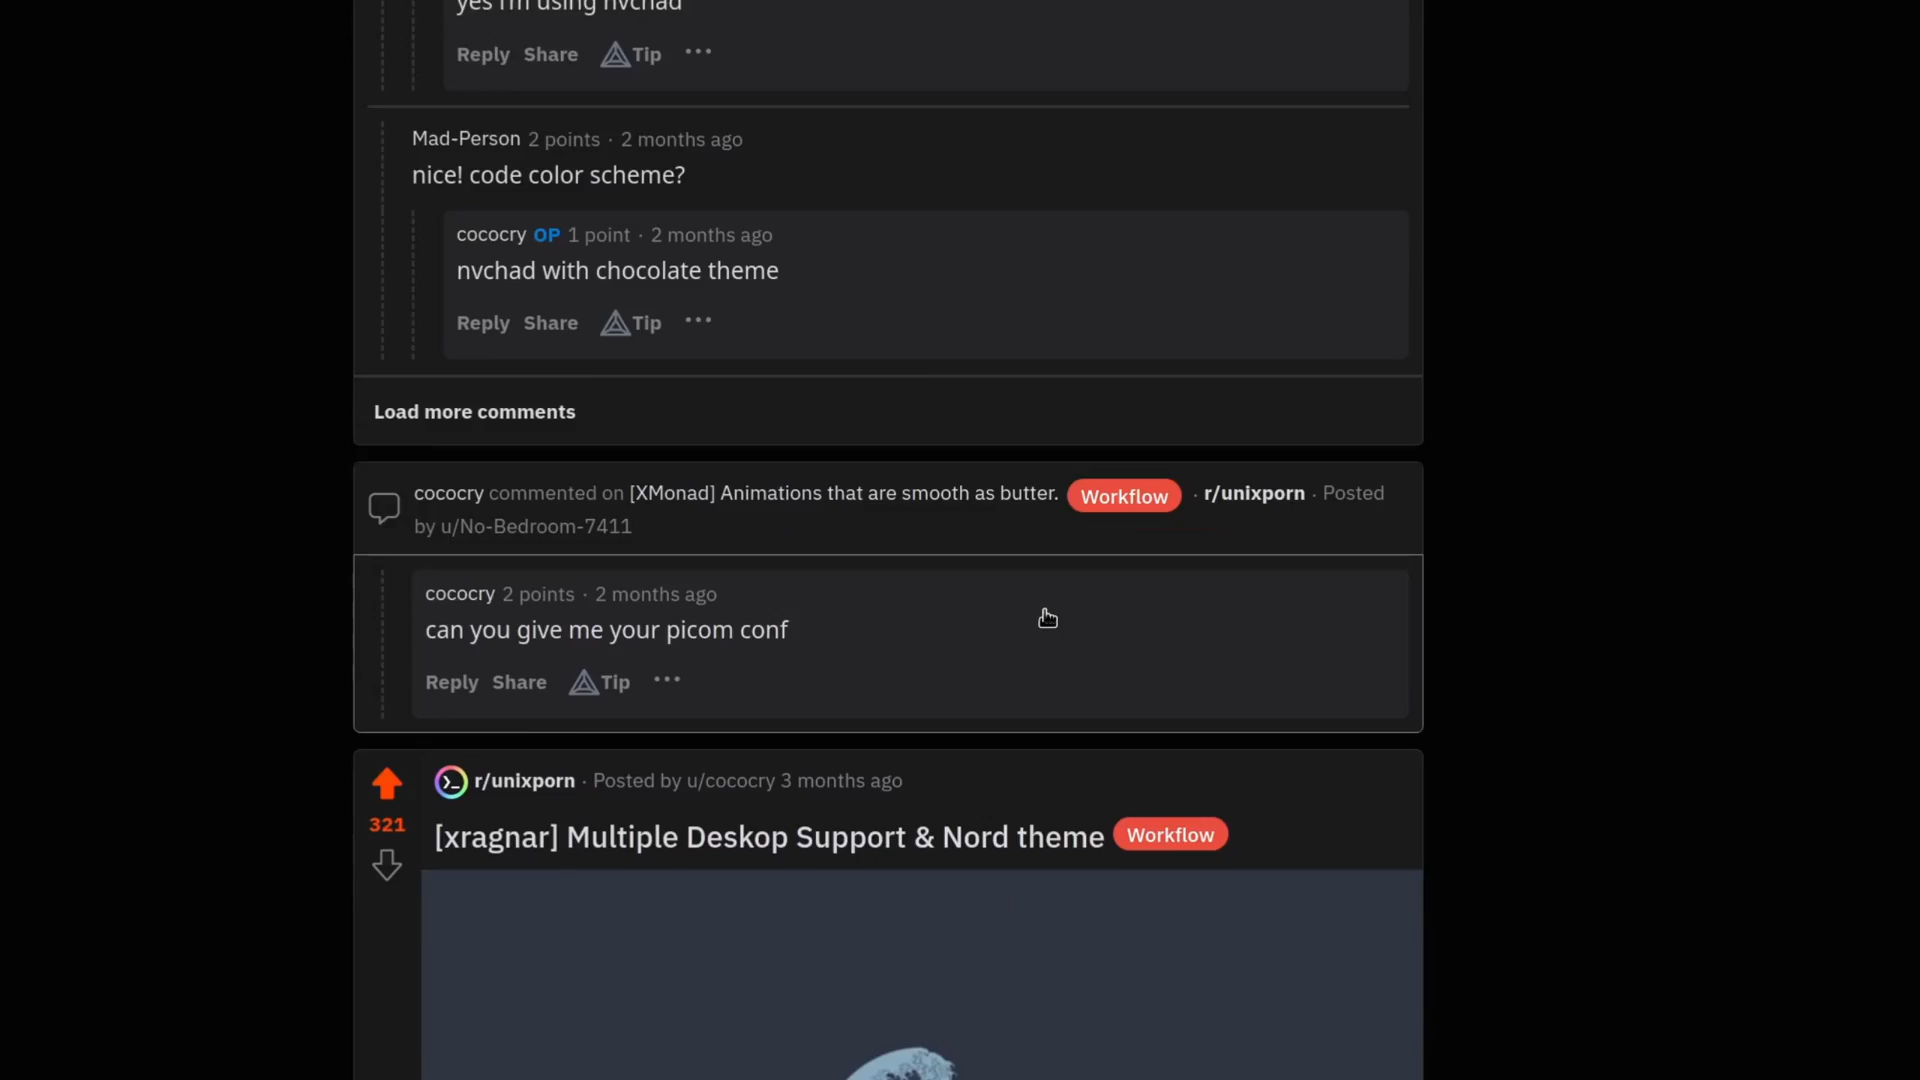 yes I'm using nvchad
Reply Share Tip ...
Mad-Person 2 points · 2 months ago
nice! code color scheme?
cococry OP 1 point · 2 months ago
nvchad with chocolate theme
Reply Share Tip ...
Load more comments
cococry commented on [XMonad] Animations that are smooth as butter. Workflow · r/unixporn · Posted
by u/No-Bedroom-7411
cococry 2 points · 2 months ago
can you give me your picom conf
Reply Share Tip ...
r/unixporn · Posted by u/cococry 3 months ago
321
[xragnar] Multiple Deskop Support & Nord theme Workflow